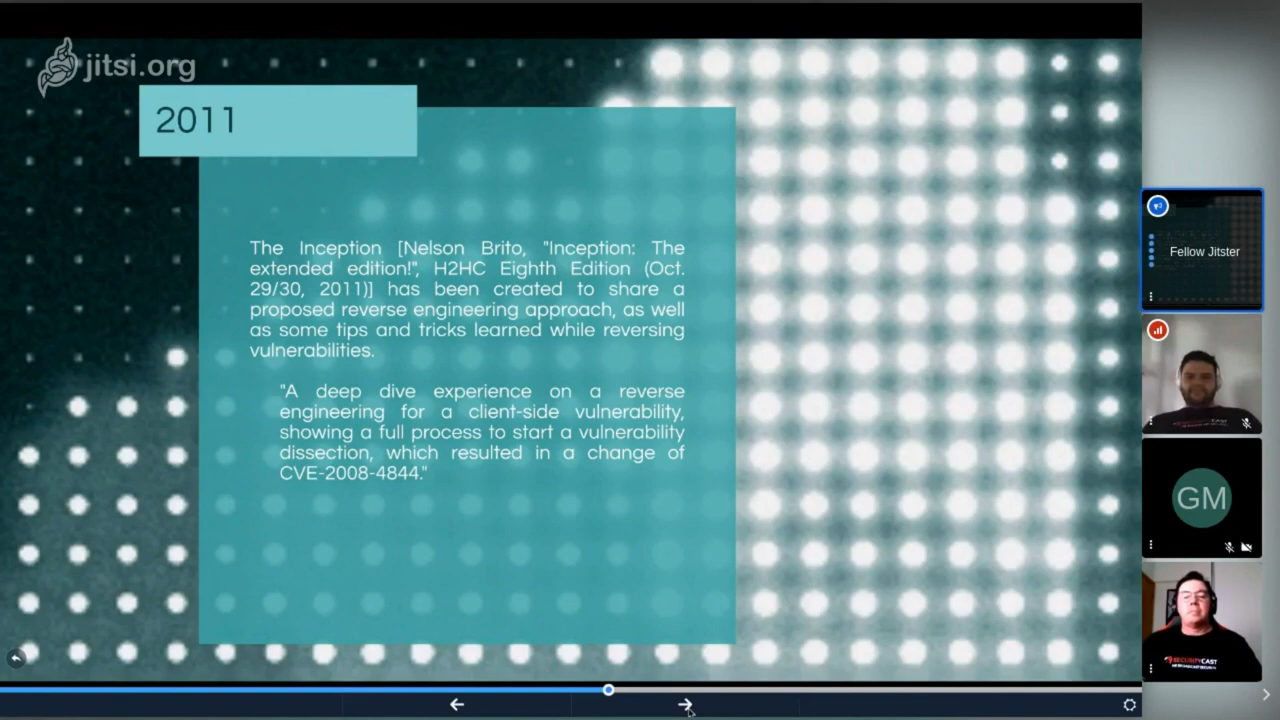 jitsi.org
2011
The Inception [Nelson Brito, "Inception: The
extended edition!", H2HC Eighth Edition (Oct.
29/30, 2011)] has been created to share a
proposed reverse engineering approach, as well
as some tips and tricks learned while reversing
vulnerabilities.
"A deep dive experience on a reverse
engineering for a client-side vulnerability,
showing a full process to start a vulnerability
dissection, which resulted in a change of
CVE-2008-4844."
Fellow Jitster
GM
SECURITYCAST